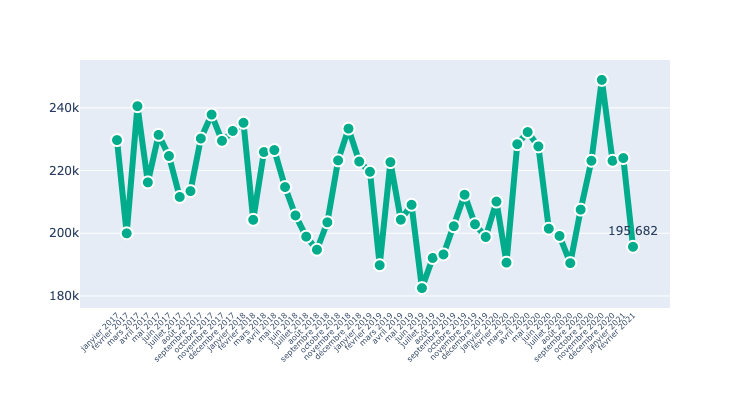 240k
220k
200k
180k
195,682
janvier 2017
février 2017
mars 2017
avril 2017
mai 2017
juin 2017
juillet 2017
août 2017
septembre 2017
octobre 2017
novembre 2017
décembre 2017
janvier 2018
février 2018
mars 2018
avril 2018
mai 2018
juin 2018
juillet 2018
août 2018
septembre 2018
octobre 2018
novembre 2018
décembre 2018
janvier 2019
février 2019
mars 2019
avril 2019
mai 2019
juin 2019
juillet 2019
août 2019
septembre 2019
octobre 2019
novembre 2019
décembre 2019
janvier 2020
février 2020
mars 2020
avril 2020
mai 2020
juin 2020
juillet 2020
août 2020
septembre 2020
octobre 2020
novembre 2020
décembre 2020
janvier 2021
février 2021